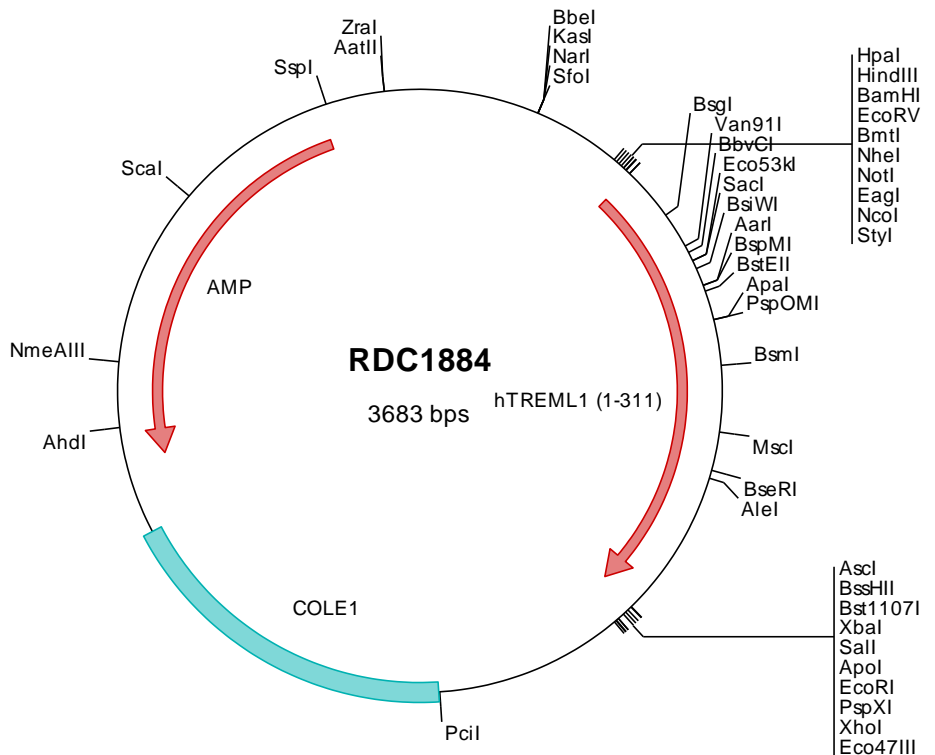 BbeI
KasI
NarI
SfoI
ZraI
AatII
SspI
ScaI
NmeAIII
AhdI
HpaI
HindIII
BamHI
EcoRV
BmtI
NheI
NotI
EagI
NcoI
StyI
BsgI
Van91I
BbvCI
Eco53kI
SacI
BsiWI
AarI
BspMI
BstEII
ApaI
PspOMI
BsmI
MscI
BseRI
AleI
AMP
RDC1884
3683 bps
hTREML1 (1-311)
COLE1
PciI
AscI
BssHII
Bst1107I
XbaI
SalI
ApoI
EcoRI
PspXI
XhoI
Eco47III